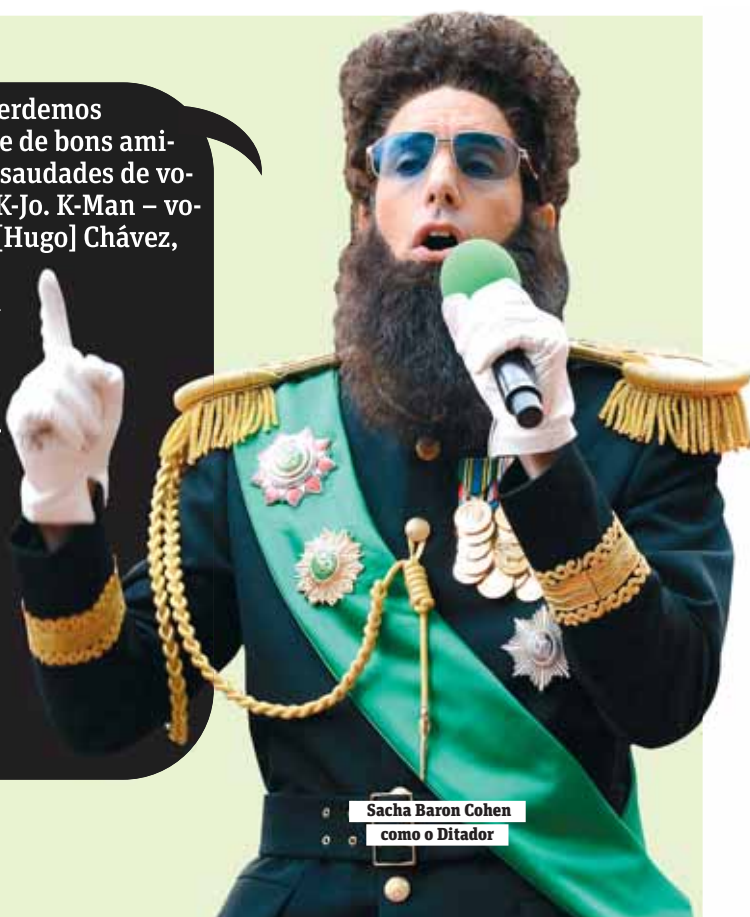 erdemos
e de bons ami-
saudades de vo-
K-Jo. K-Man – vo-
[Hugo] Chávez,
Sacha Baron Cohen
como o Ditador